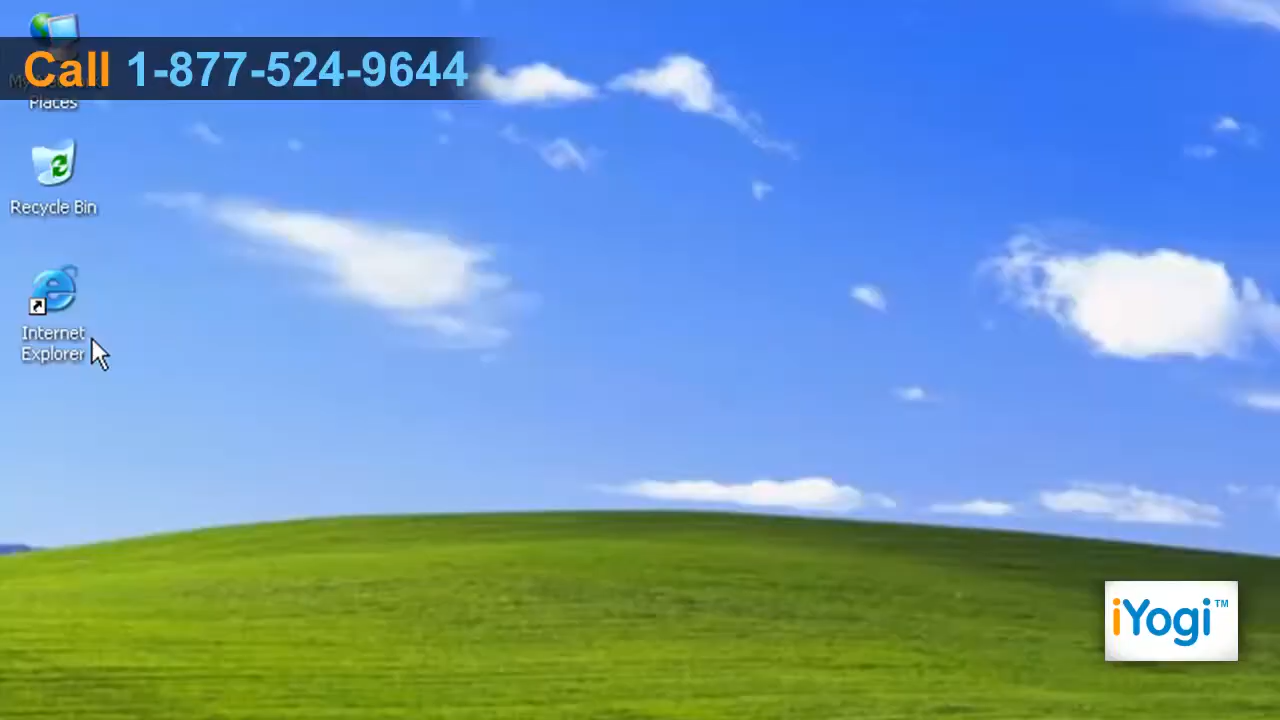 Call 1-877-524-9644
Places
Recycle Bin
Internet
Explorer
iYogi™